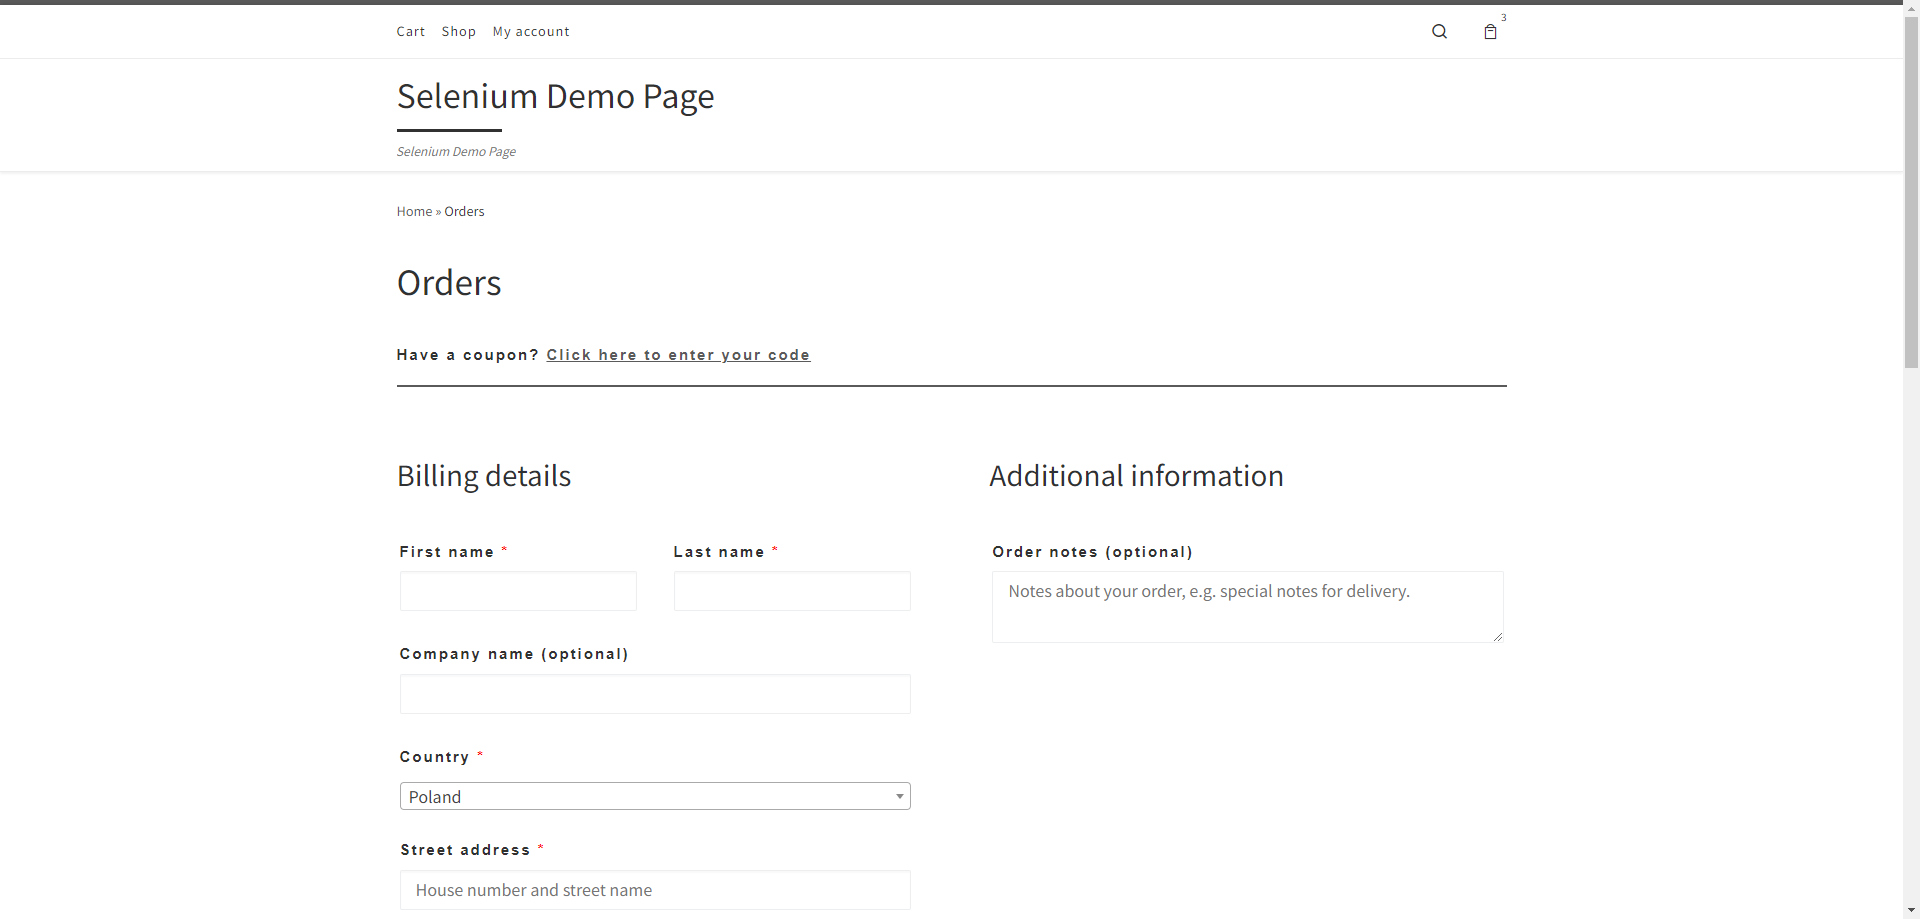 Cart Shop My account
3
Selenium Demo Page
Selenium Demo Page
Home » Orders
Orders
Have a coupon? Click here to enter your code
Billing details
First name *
Last name *
Company name (optional)
Country *
Poland
Street address *
House number and street name
Additional information
Order notes (optional)
Notes about your order, e.g. special notes for delivery.